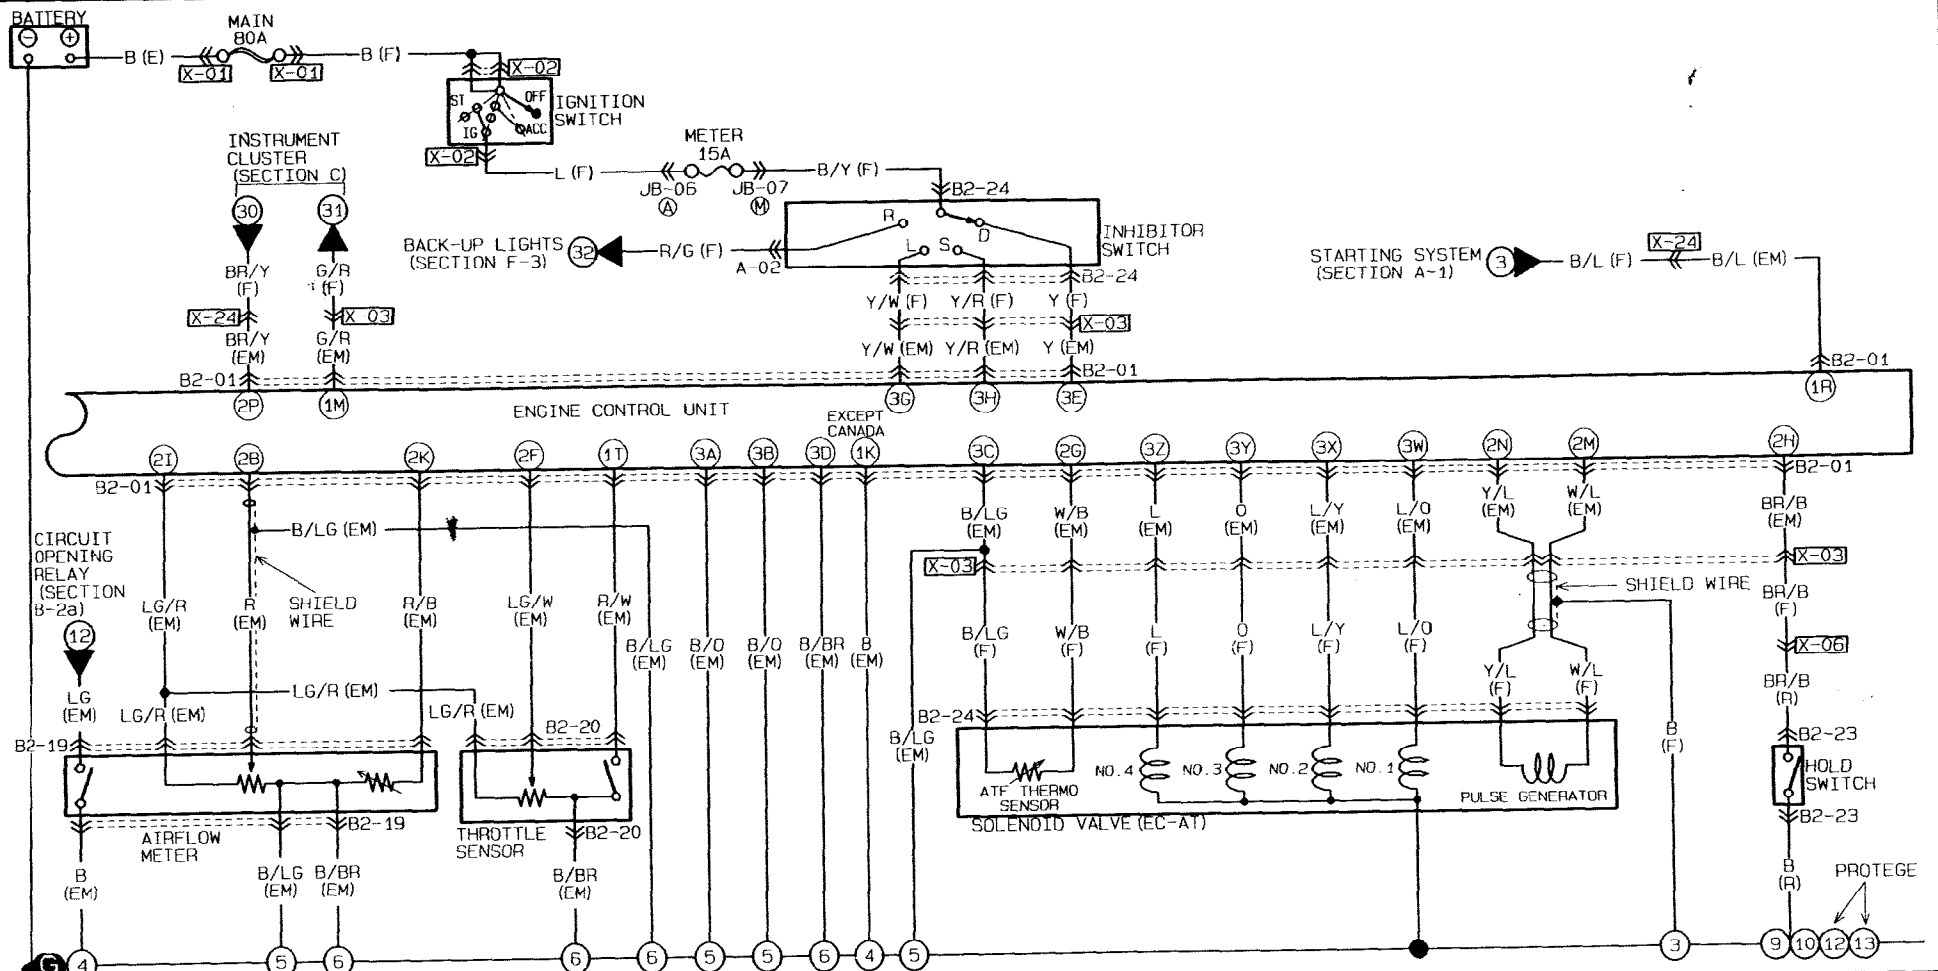 BATTERY
MAIN
80A
B (E)
X-01
X-01
B (F)
X-02
ST
OFF
IG
ACC
IGNITION
SWITCH
X-02
INSTRUMENT
CLUSTER
(SECTION C)
30
31
L (F)
METER
15A
JB-06
JB-07
A
M
B/Y (F)
B2-24
BACK-UP LIGHTS
(SECTION F-3)
32
R/G (F)
A-02
R
D
L
S
INHIBITOR
SWITCH
B2-24
STARTING SYSTEM
(SECTION A-1)
3
B/L (F)
X-24
B/L (EM)
BR/Y
(F)
G/R
(F)
X-24
X-03
BR/Y
(EM)
G/R
(EM)
Y/W (F)
Y/R (F)
Y (F)
X-03
Y/W (EM)
Y/R (EM)
Y (EM)
B2-01
B2-01
B2-01
2P
1M
3G
3H
3E
1R
ENGINE CONTROL UNIT
EXCEPT
CANADA
2I
2B
2K
2F
1T
3A
3B
3D
1K
3C
2G
3Z
3Y
3X
3W
2N
2M
2H
B2-01
B2-01
CIRCUIT
OPENING
RELAY
(SECTION
B-2a)
12
B/LG (EM)
SHIELD
WIRE
LG/R
(EM)
R
(EM)
R/B
(EM)
LG/W
(EM)
R/W
(EM)
B/LG
(EM)
B/O
(EM)
B/O
(EM)
B/BR
(EM)
B
(EM)
B/LG
(EM)
W/B
(EM)
L
(EM)
O
(EM)
L/Y
(EM)
L/O
(EM)
Y/L
(EM)
W/L
(EM)
BR/B
(EM)
X-03
X-03
SHIELD WIRE
BR/B
(F)
B/LG
(F)
W/B
(F)
L
(F)
O
(F)
L/Y
(F)
L/O
(F)
Y/L
(F)
W/L
(F)
X-06
BR/B
(R)
LG
(EM)
LG/R (EM)
LG/R (EM)
LG/R (EM)
B2-19
B2-20
B2-24
B/LG
(EM)
B
(F)
B2-23
HOLD
SWITCH
B2-23
NO.4
NO.3
NO.2
NO.1
ATF THERMO
SENSOR
PULSE GENERATOR
SOLENOID VALVE (EC-AT)
B2-19
AIRFLOW
METER
THROTTLE
SENSOR
B2-20
B
(EM)
B/LG
(EM)
B/BR
(EM)
B/BR
(EM)
B
(R)
PROTEGE
G
4
5
6
6
6
5
5
6
4
5
3
9
10
12
13